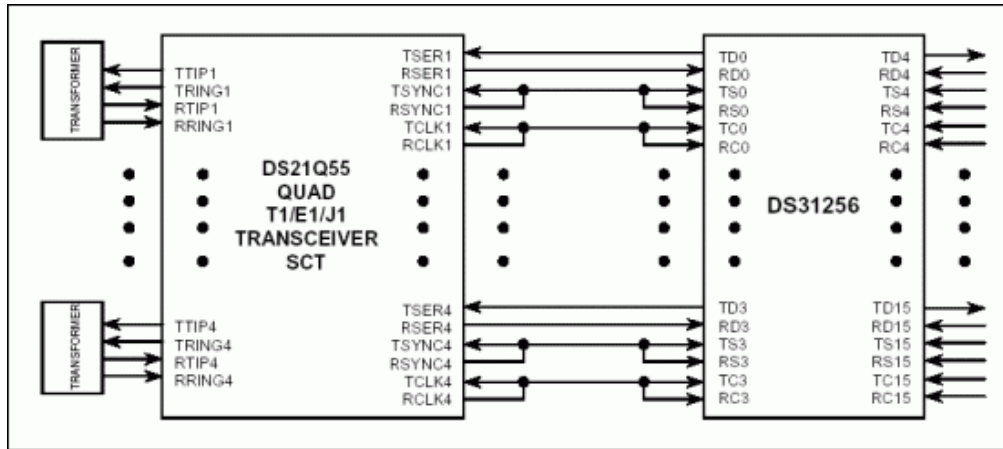 TRANSFORMER
TTIP1
TRING1
RTIP1
RRING1
TSER1
RSER1
TSYNC1
RSYNC1
TCLK1
RCLK1
DS21Q55
QUAD
T1/E1/J1
TRANSCEIVER
SCT
TRANSFORMER
TTIP4
TRING4
RTIP4
RRING4
TSER4
RSER4
TSYNC4
RSYNC4
TCLK4
RCLK4
TD0
RD0
TS0
RS0
TC0
RC0
TD4
RD4
TS4
RS4
TC4
RC4
DS31256
TD3
RD3
TS3
RS3
TC3
RC3
TD15
RD15
TS15
RS15
TC15
RC15